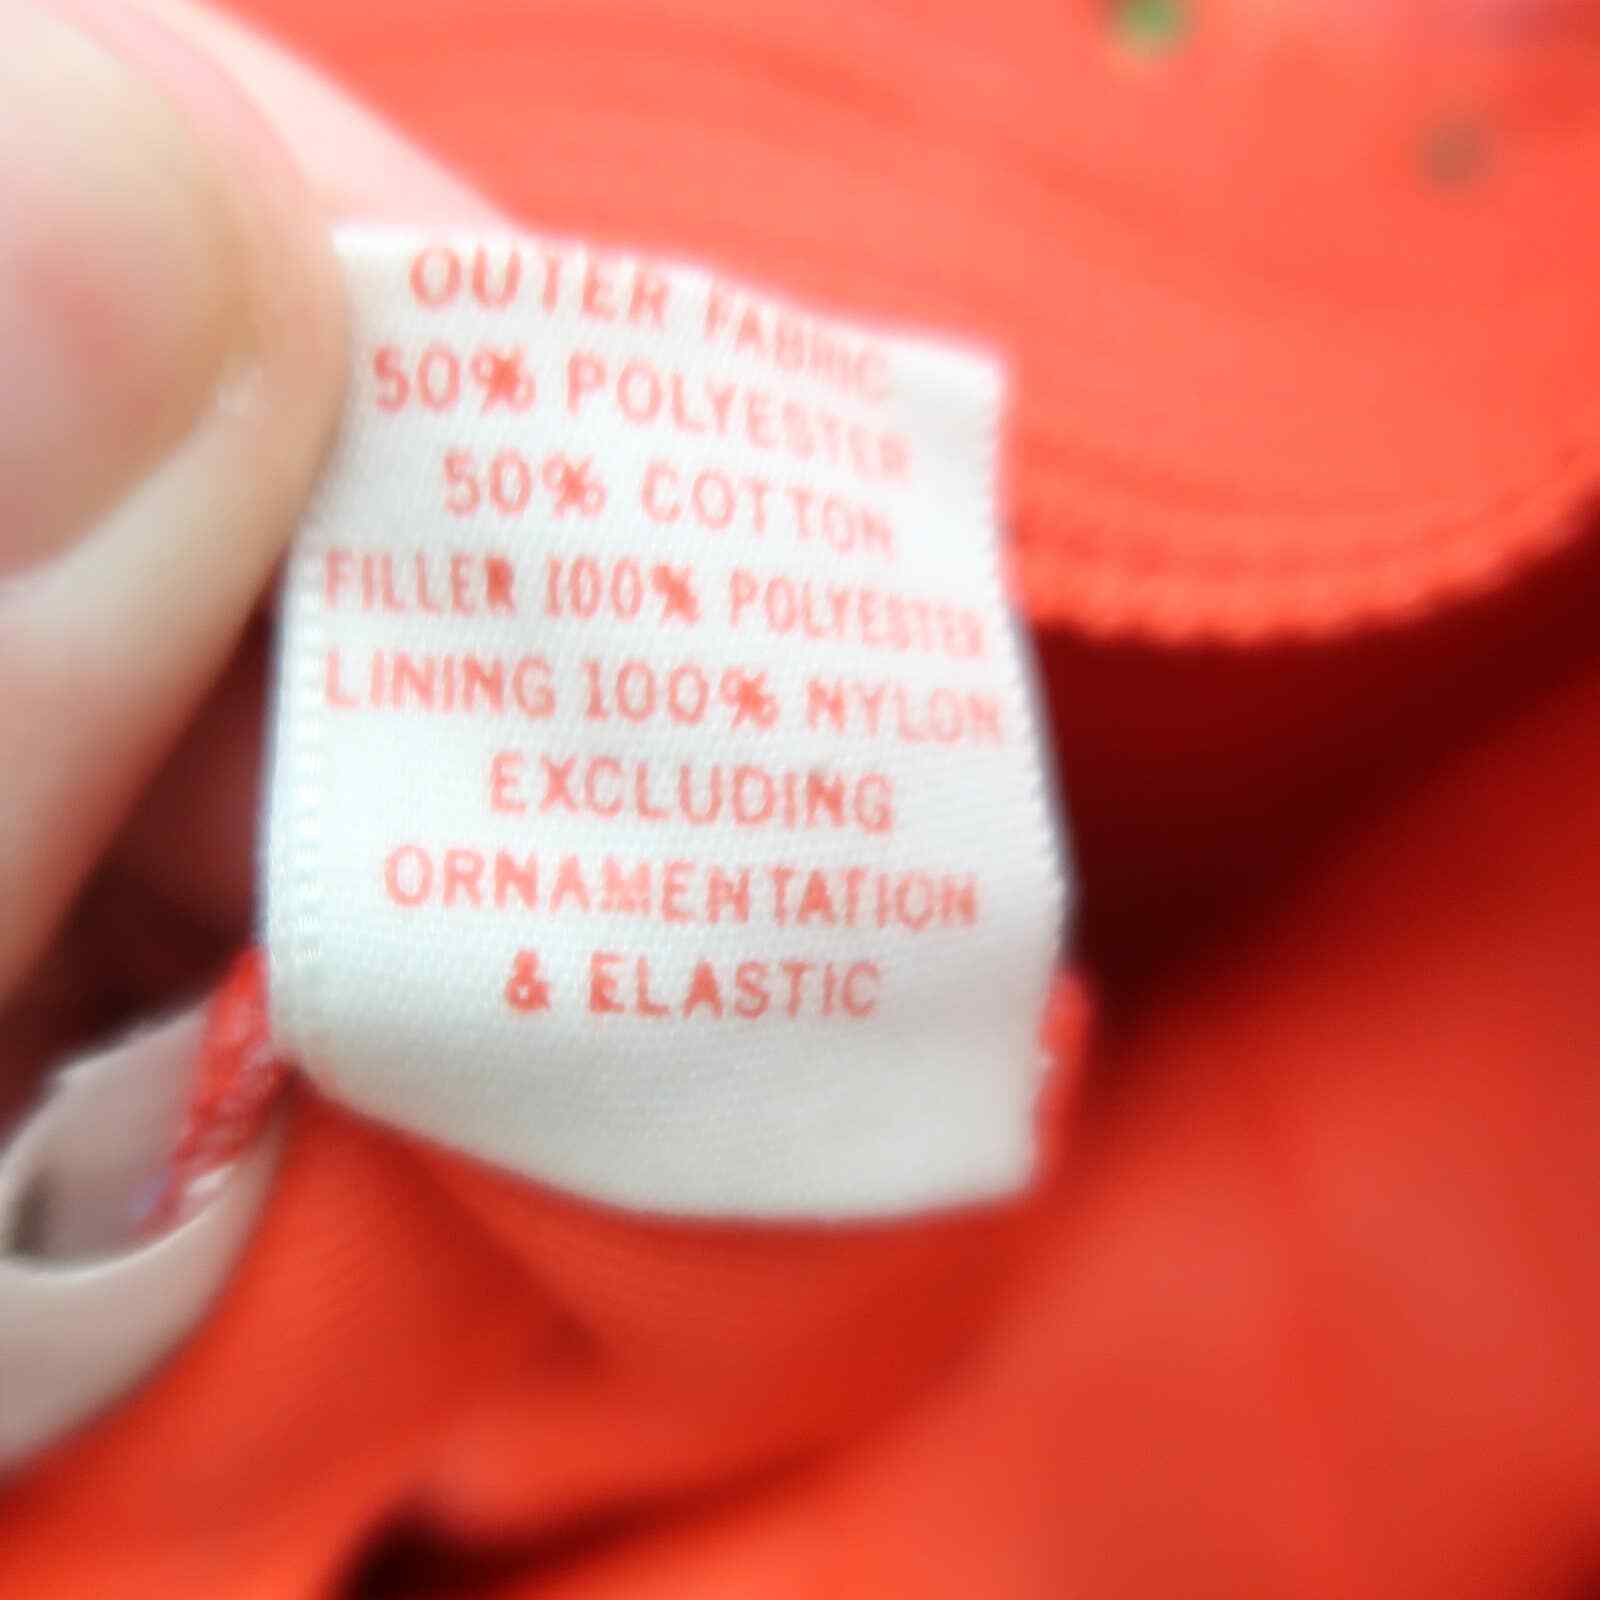 OUTER FABRIC
50% POLYESTER
50% COTTON
FILLER 100% POLYESTER
LINING 100% NYLON
EXCLUDING
ORNAMENTATION
& ELASTIC